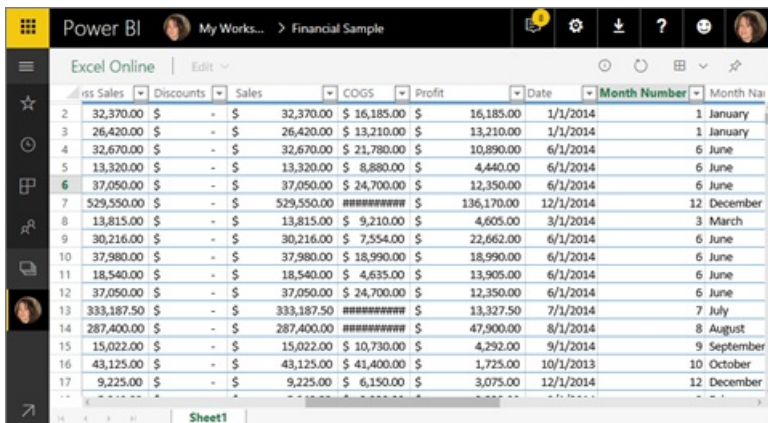 Power BI My Works... > Financial Sample
Excel Online | Edit
ss Sales Discounts Sales COGS Profit Date Month Number Month Na
2 32,370.00 $ - $ 32,370.00 $ 16,185.00 $ 16,185.00 1/1/2014 1 January
3 26,420.00 $ - $ 26,420.00 $ 13,210.00 $ 13,210.00 1/1/2014 1 January
4 32,670.00 $ - $ 32,670.00 $ 21,780.00 $ 10,890.00 6/1/2014 6 June
5 13,320.00 $ - $ 13,320.00 $ 8,880.00 $ 4,440.00 6/1/2014 6 June
6 37,050.00 $ - $ 37,050.00 $ 24,700.00 $ 12,350.00 6/1/2014 6 June
7 529,550.00 $ - $ 529,550.00 ########## $ 136,170.00 12/1/2014 12 December
8 13,815.00 $ - $ 13,815.00 $ 9,210.00 $ 4,605.00 3/1/2014 3 March
9 30,216.00 $ - $ 30,216.00 $ 7,554.00 $ 22,662.00 6/1/2014 6 June
10 37,980.00 $ - $ 37,980.00 $ 18,990.00 $ 18,990.00 6/1/2014 6 June
11 18,540.00 $ - $ 18,540.00 $ 4,635.00 $ 13,905.00 6/1/2014 6 June
12 37,050.00 $ - $ 37,050.00 $ 24,700.00 $ 12,350.00 6/1/2014 6 June
13 333,187.50 $ - $ 333,187.50 ########## $ 13,327.50 7/1/2014 7 July
14 287,400.00 $ - $ 287,400.00 ########## $ 47,900.00 8/1/2014 8 August
15 15,022.00 $ - $ 15,022.00 $ 10,730.00 $ 4,292.00 9/1/2014 9 September
16 43,125.00 $ - $ 43,125.00 $ 41,400.00 $ 1,725.00 10/1/2013 10 October
17 9,225.00 $ - $ 9,225.00 $ 6,150.00 $ 3,075.00 12/1/2014 12 December
Sheet1